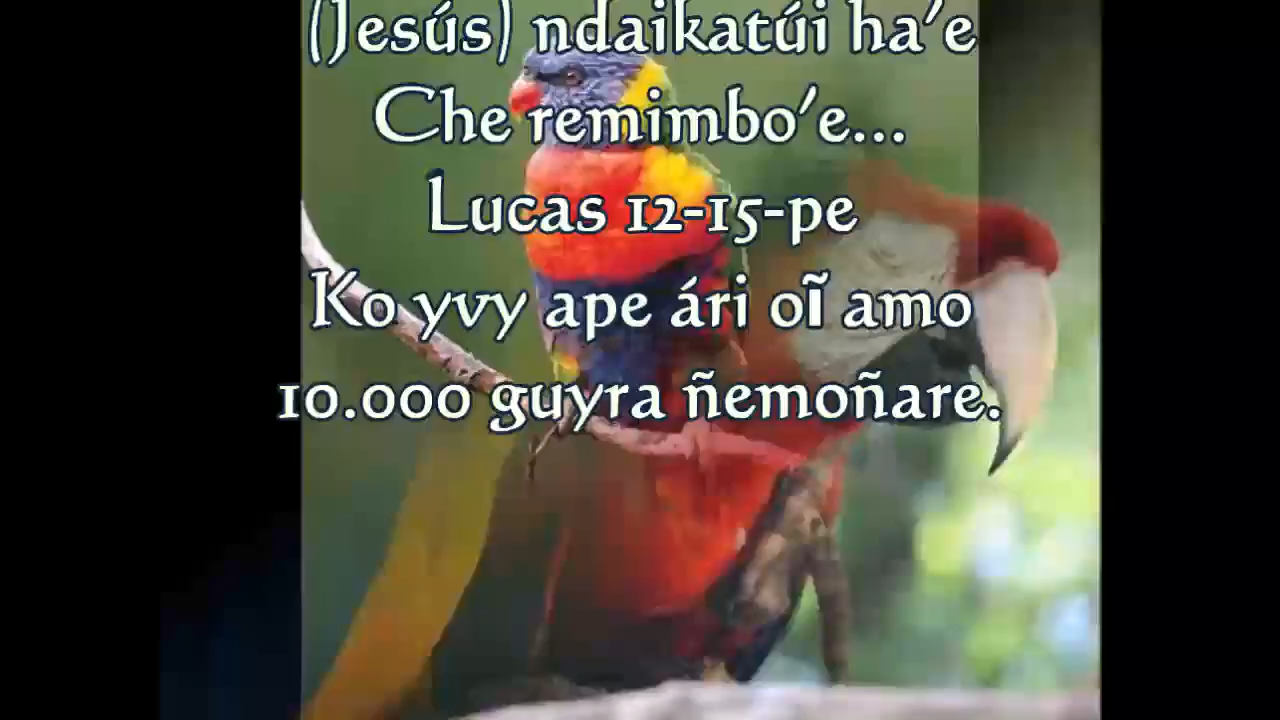 (Jesús) ndaikatúi ha’e
Che remimbo’e...
Lucas 12-15-pe
Ko yvy ape ári oĩ amo
10.000 guyra ñemoñare.